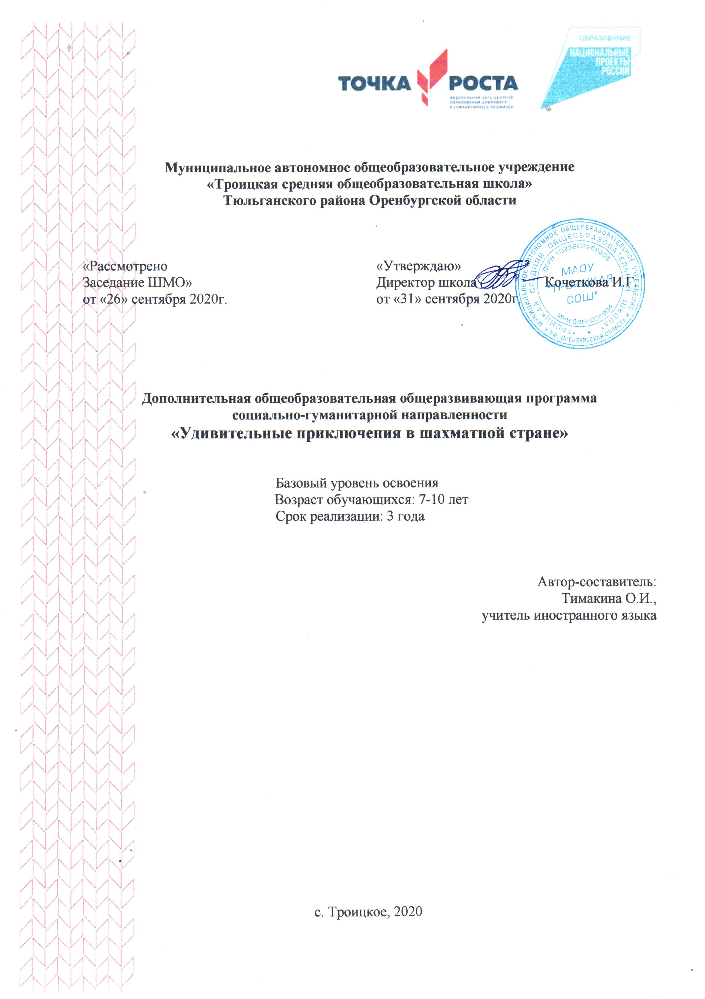 ОБРАЗОВАНИЕ
НАЦИОНАЛЬНЫЕ
ПРОЕКТЫ
РОССИИ
ТОЧКА РОСТА
ФЕДЕРАЛЬНАЯ СЕТЬ ЦЕНТРОВ
ОБРАЗОВАНИЯ ЦИФРОВОГО
И ГУМАНИТАРНОГО ПРОФИЛЕЙ
Муниципальное автономное общеобразовательное учреждение
«Троицкая средняя общеобразовательная школа»
Тюльганского района Оренбургской области
«Рассмотрено
Заседание ШМО»
от «26» сентября 2020г.
«Утверждаю»
Директор школа Кочеткова И.Г.
от «31» сентября 2020г.
МУНИЦИПАЛЬНОЕ АВТОНОМНОЕ ОБЩЕОБРАЗОВАТЕЛЬНОЕ УЧРЕЖДЕНИЕ * РФ, ОРЕНБУРГСКАЯ ОБЛАСТЬ *
"ТРОИЦКАЯ СРЕДНЯЯ ОБЩЕОБРАЗОВАТЕЛЬНАЯ ШКОЛА" *
ОГРН 1025603268305
МАОУ
"ТРОИЦКАЯ
СОШ"
ИНН 5650004604
Дополнительная общеобразовательная общеразвивающая программа
социально-гуманитарной направленности
«Удивительные приключения в шахматной стране»
Базовый уровень освоения
Возраст обучающихся: 7-10 лет
Срок реализации: 3 года
Автор-составитель:
Тимакина О.И.,
учитель иностранного языка
с. Троицкое, 2020